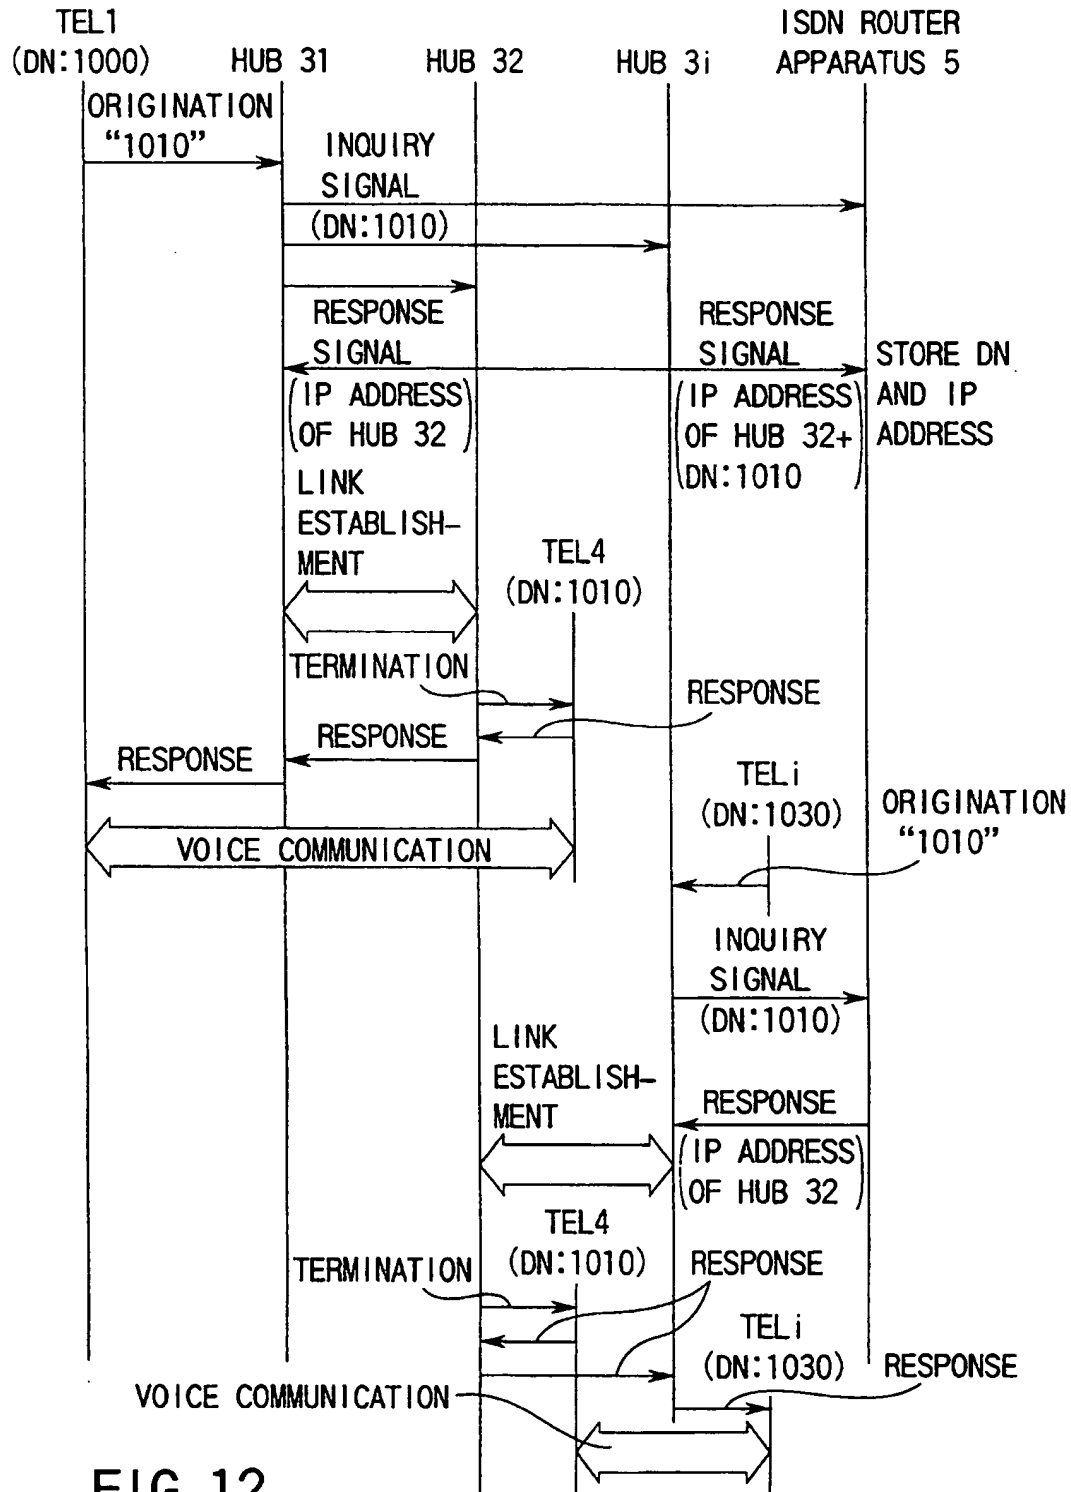 TEL1
(DN:1000)
HUB 31
HUB 32
HUB 3i
ISDN ROUTER
APPARATUS 5
ORIGINATION
“1010”
INQUIRY
SIGNAL
(DN:1010)
RESPONSE
SIGNAL
(IP ADDRESS
OF HUB 32)
RESPONSE
SIGNAL
(IP ADDRESS
OF HUB 32+
DN:1010)
STORE DN
AND IP
ADDRESS
LINK
ESTABLISH-
MENT
TEL4
(DN:1010)
TERMINATION
RESPONSE
RESPONSE
RESPONSE
VOICE COMMUNICATION
TELi
(DN:1030)
ORIGINATION
“1010”
INQUIRY
SIGNAL
(DN:1010)
LINK
ESTABLISH-
MENT
RESPONSE
(IP ADDRESS
OF HUB 32)
TEL4
(DN:1010)
TERMINATION
RESPONSE
TELi
(DN:1030)
RESPONSE
VOICE COMMUNICATION
FIG. 12